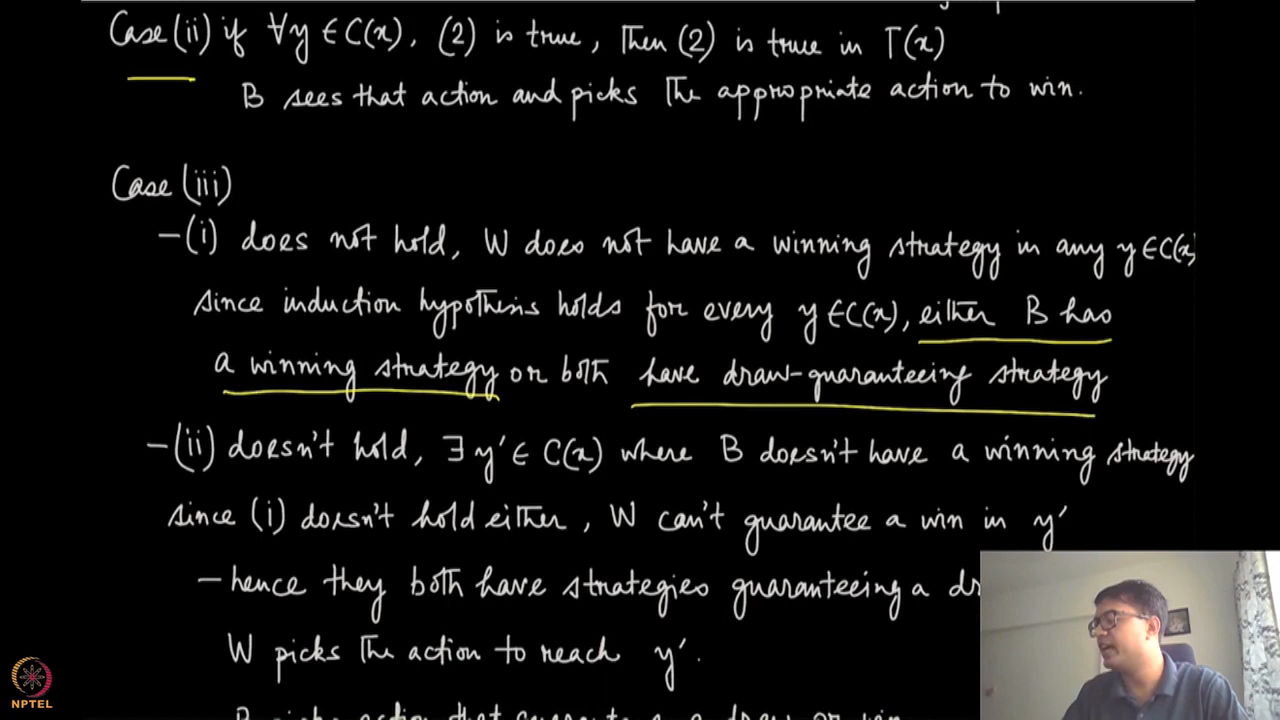 Case (ii) if ∀y ∈ C(x), (2) is true, Then (2) is true in Γ(x)
B sees that action and picks The appropriate action to win.
Case (iii)
- (i) does not hold, W does not have a winning strategy in any y ∈ C(x)
since induction hypothesis holds for every y ∈ C(x), either B has
a winning strategy or both have draw-guaranteeing strategy
- (ii) doesn't hold, ∃ y' ∈ C(x) where B doesn't have a winning strategy
since (i) doesn't hold either, W can't guarantee a win in y'
- hence they both have strategies guaranteeing a
W picks The action to reach y'.
NPTEL